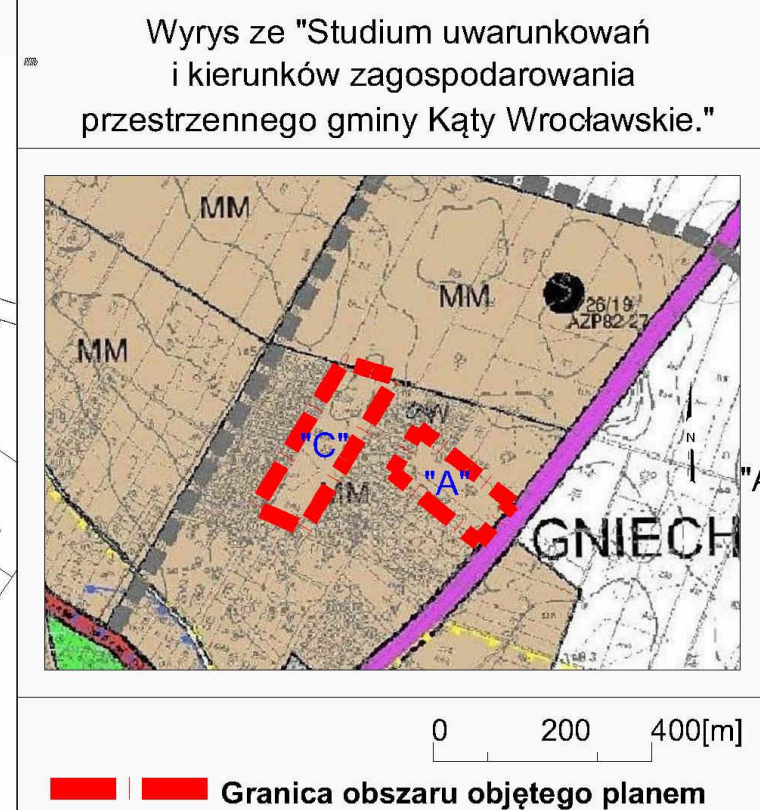 Wyrys ze "Studium uwarunkowań
i kierunków zagospodarowania
przestrzennego gminy Kąty Wrocławskie."
MM
MM
26/19
AZP82-27
MM
"C"
"A"
MM
N
"A
GNIECH
0 200 400[m]
Granica obszaru objętego planem